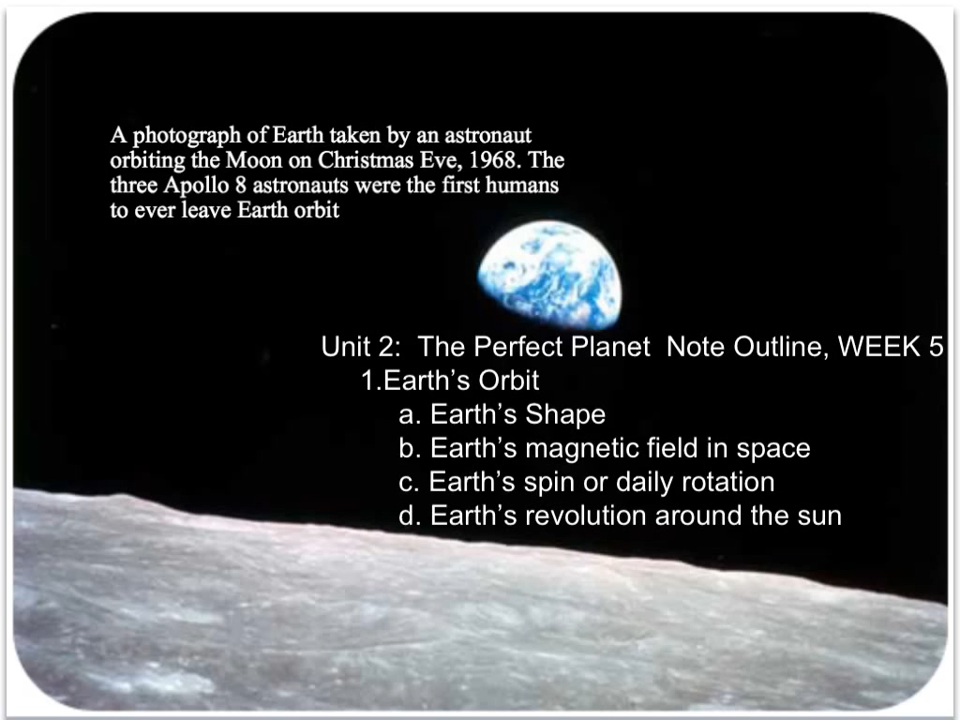 A photograph of Earth taken by an astronaut
orbiting the Moon on Christmas Eve, 1968. The
three Apollo 8 astronauts were the first humans
to ever leave Earth orbit
Unit 2:  The Perfect Planet  Note Outline, WEEK 5
1.Earth’s Orbit
a. Earth’s Shape
b. Earth’s magnetic field in space
c. Earth’s spin or daily rotation
d. Earth’s revolution around the sun